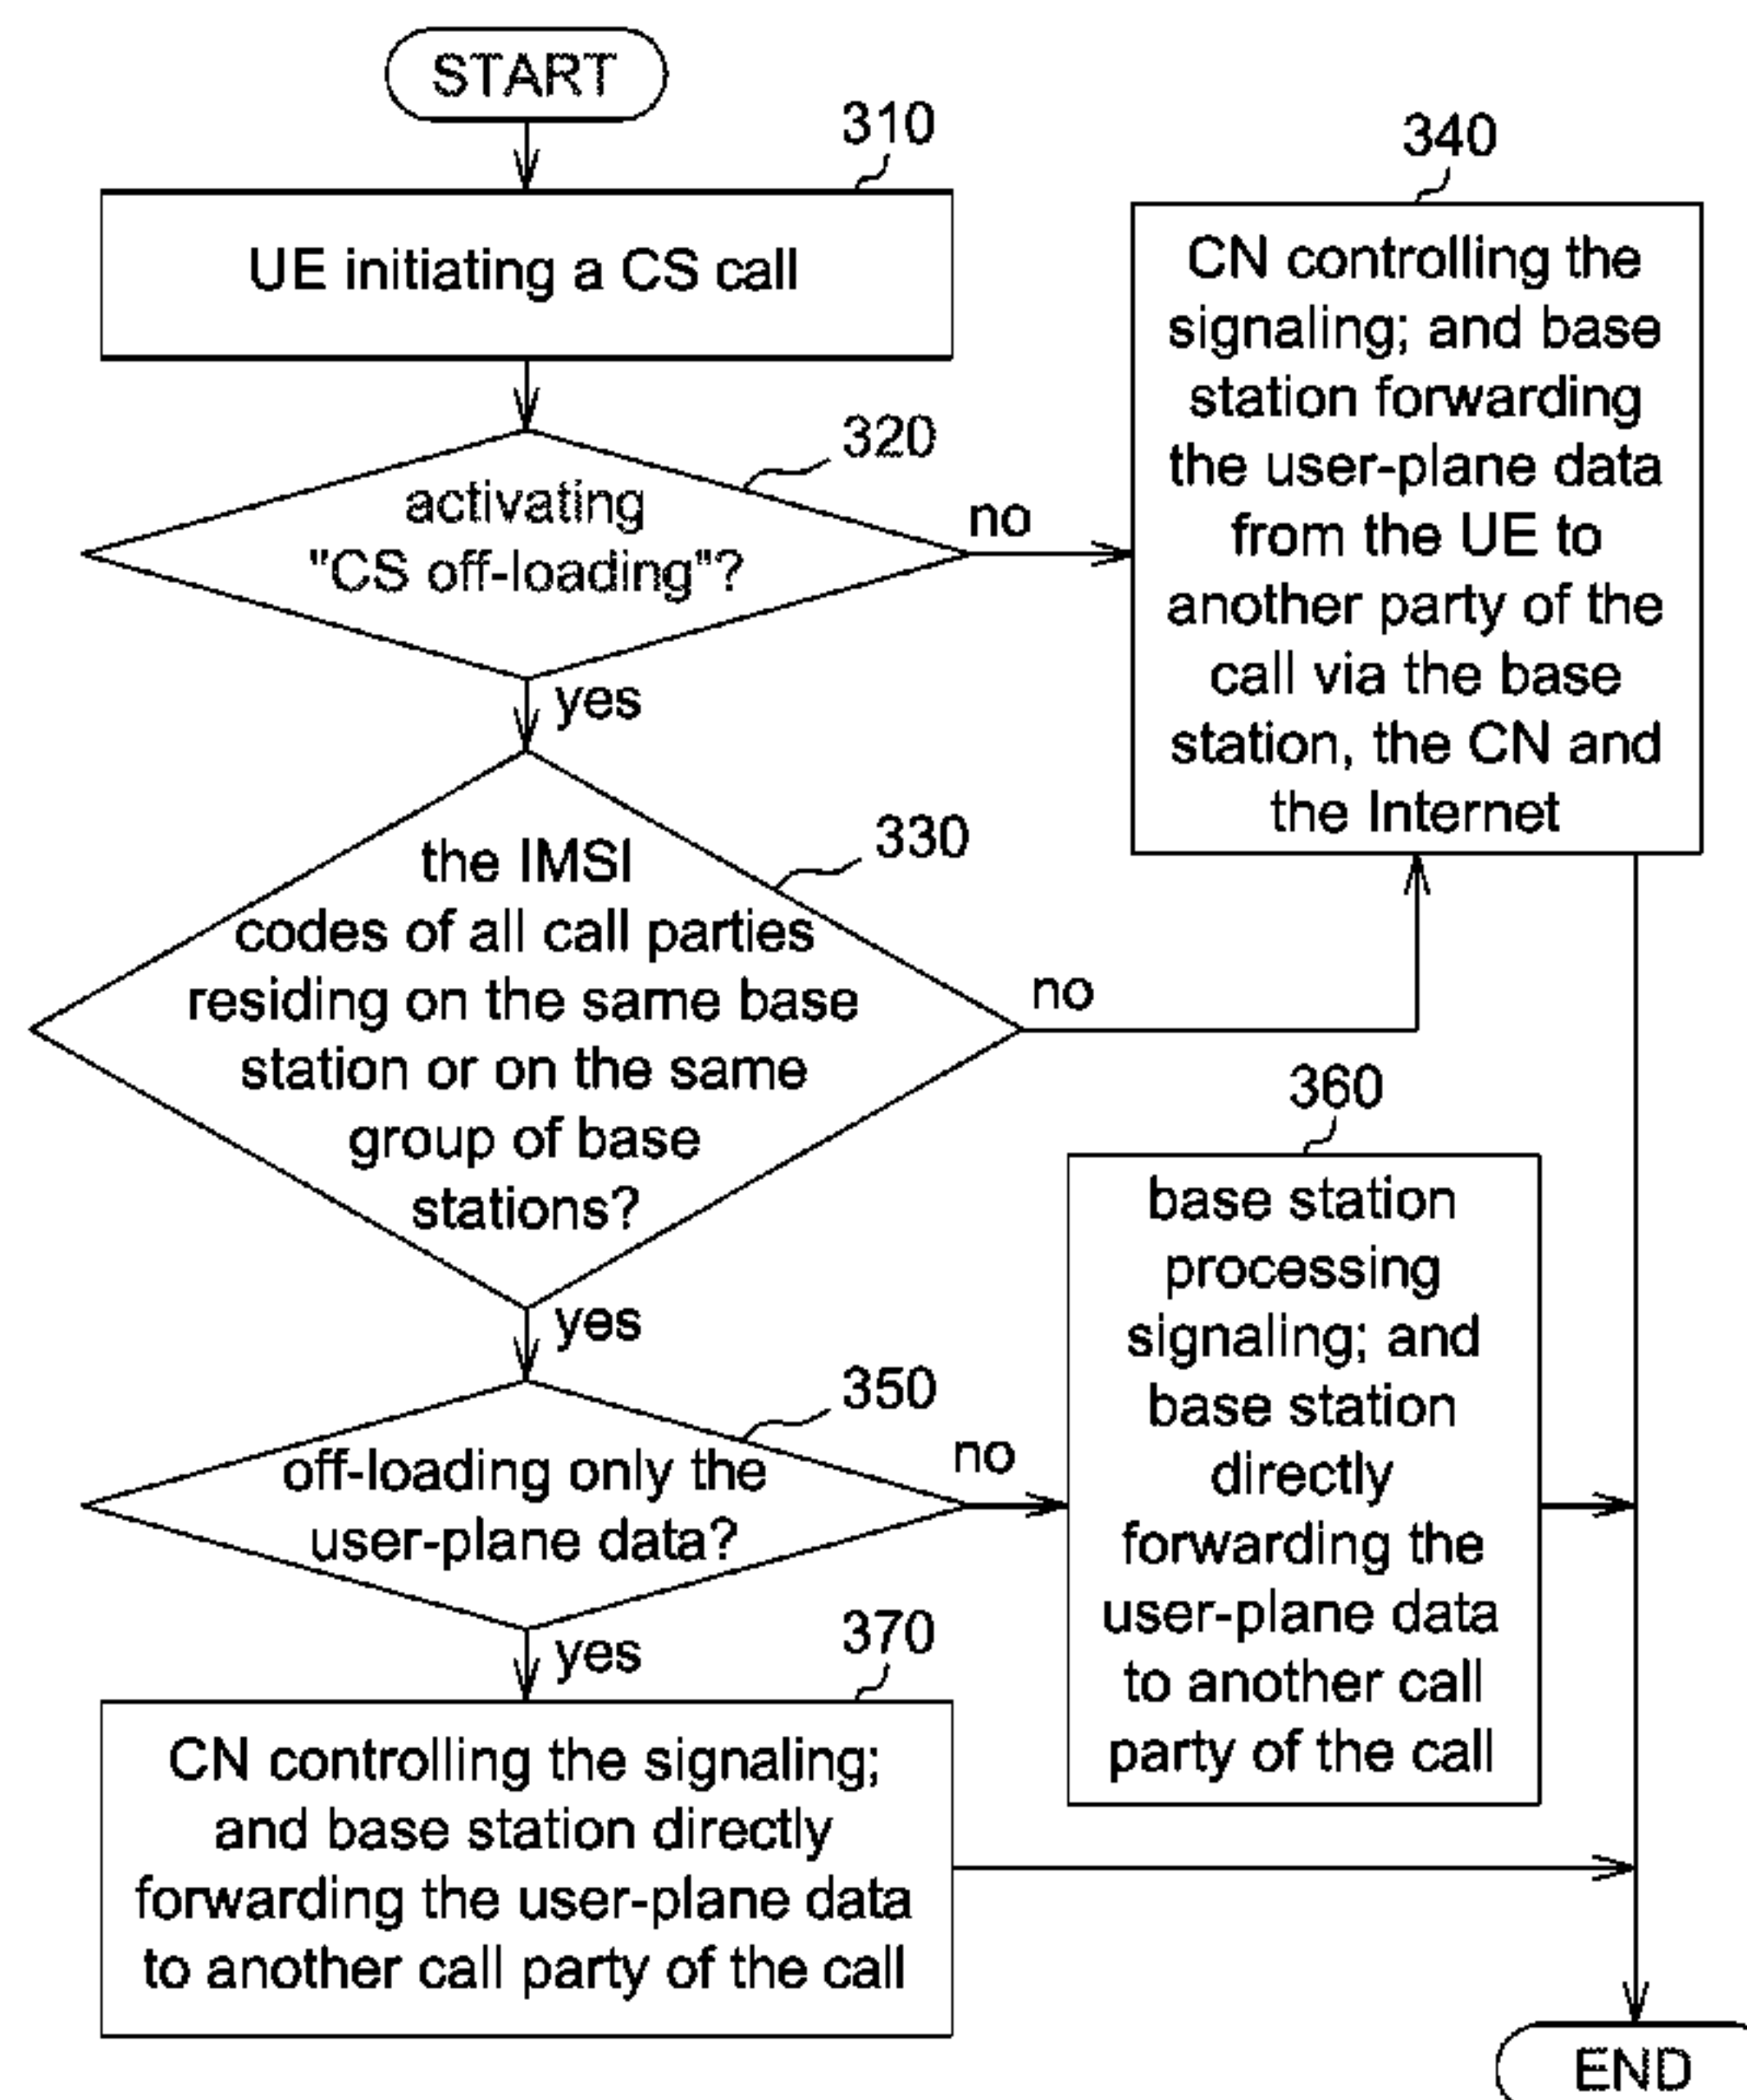 START
310
UE initiating a CS call
320
activating
"CS off-loading"?
no
yes
340
CN controlling the
signaling; and base
station forwarding
the user-plane data
from the UE to
another party of the
call via the base
station, the CN and
the Internet
330
the IMSI
codes of all call parties
residing on the same base
station or on the same
group of base
stations?
no
yes
350
off-loading only the
user-plane data?
no
yes
360
base station
processing
signaling; and
base station
directly
forwarding the
user-plane data
to another call
party of the call
370
CN controlling the signaling;
and base station directly
forwarding the user-plane data
to another call party of the call
END